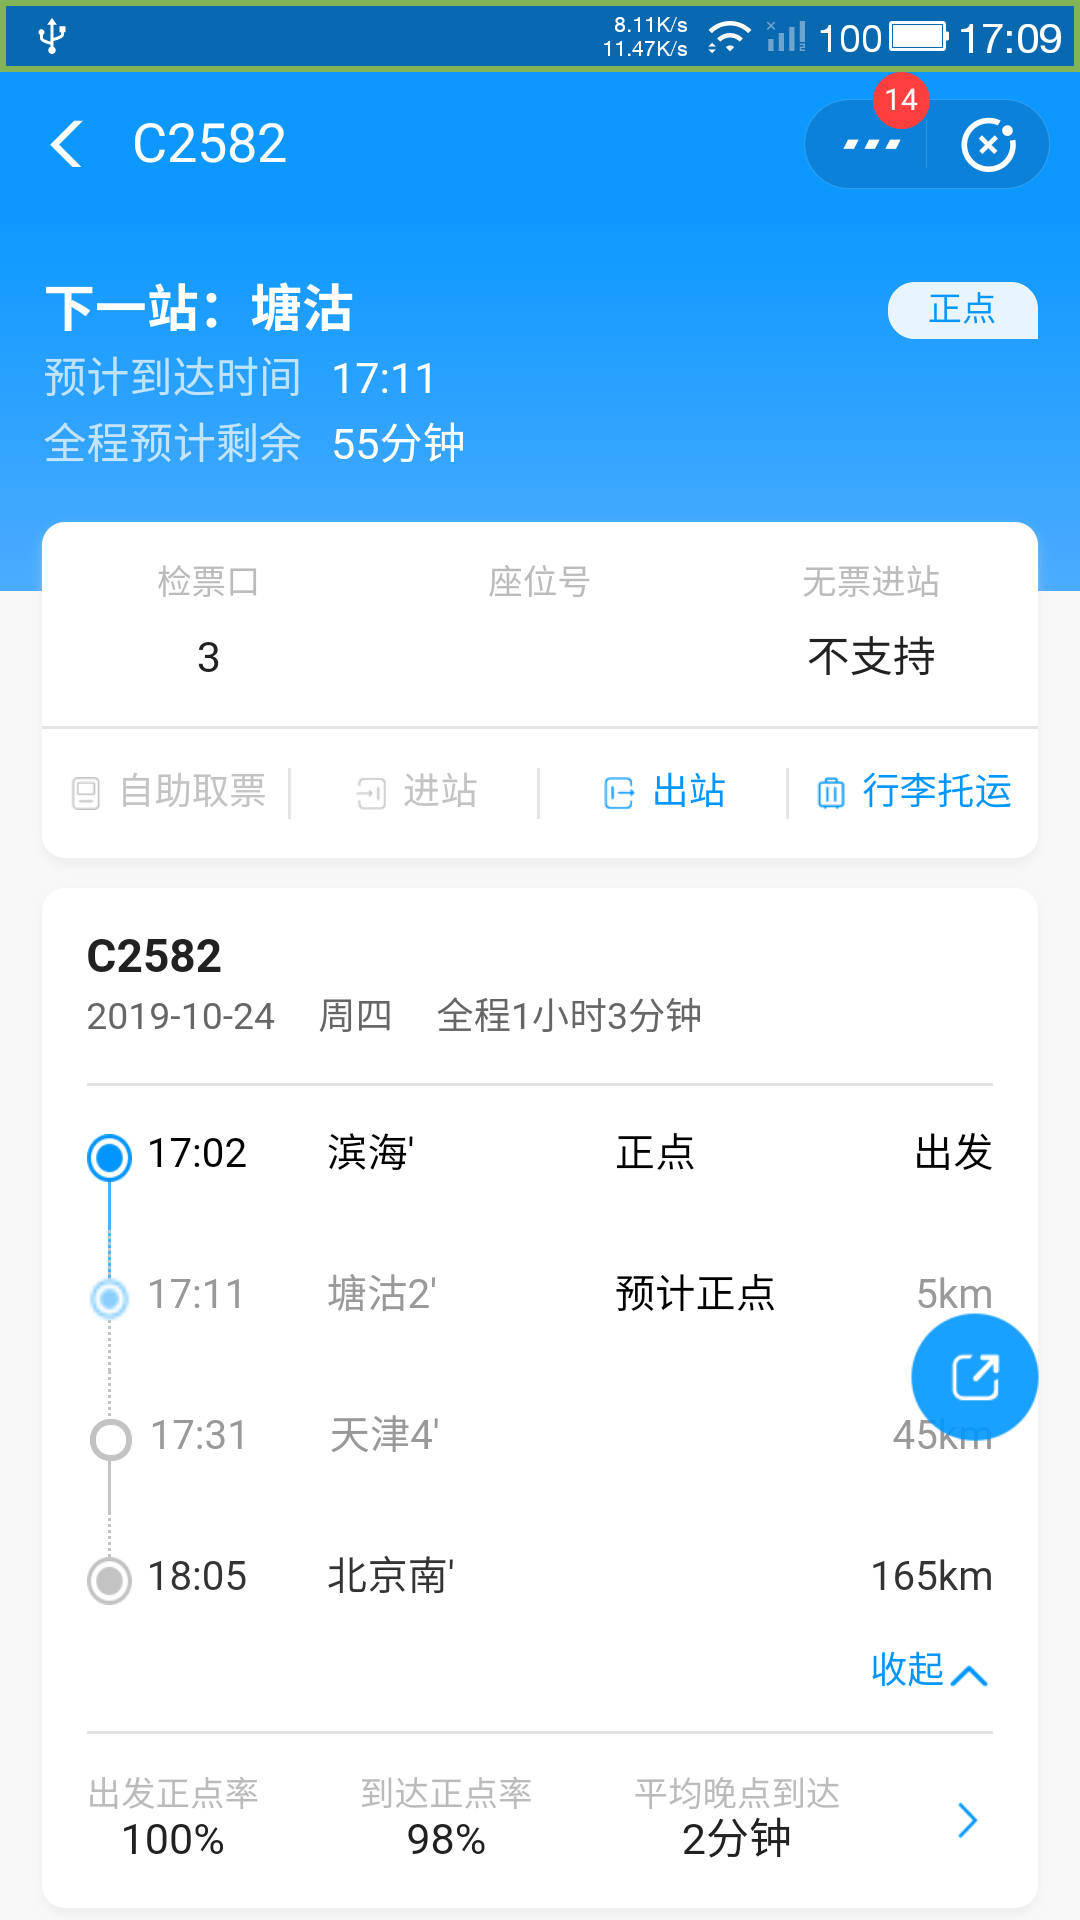 8.11K/s
11.47K/s
100
17:09
14
C2582
下一站：塘沽
正点
预计到达时间 17:11
全程预计剩余 55分钟
检票口 座位号 无票进站
3 不支持
自助取票 进站 出站 行李托运
C2582
2019-10-24 周四 全程1小时3分钟
17:02 滨海' 正点 出发
17:11 塘沽2' 预计正点 5km
17:31 天津4' 45km
18:05 北京南' 165km
收起
出发正点率 到达正点率 平均晚点到达
100% 98% 2分钟